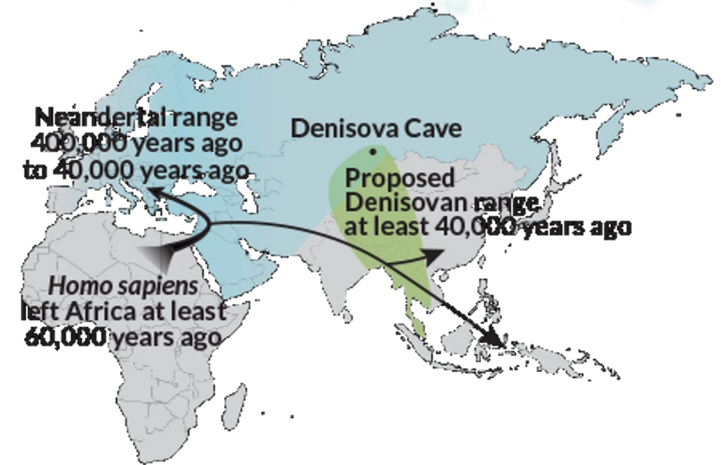 Neandertal range
400,000 years ago
to 40,000 years ago
Denisova Cave
Proposed
Denisovan range
at least 40,000 years ago
Homo sapiens
left Africa at least
60,000 years ago